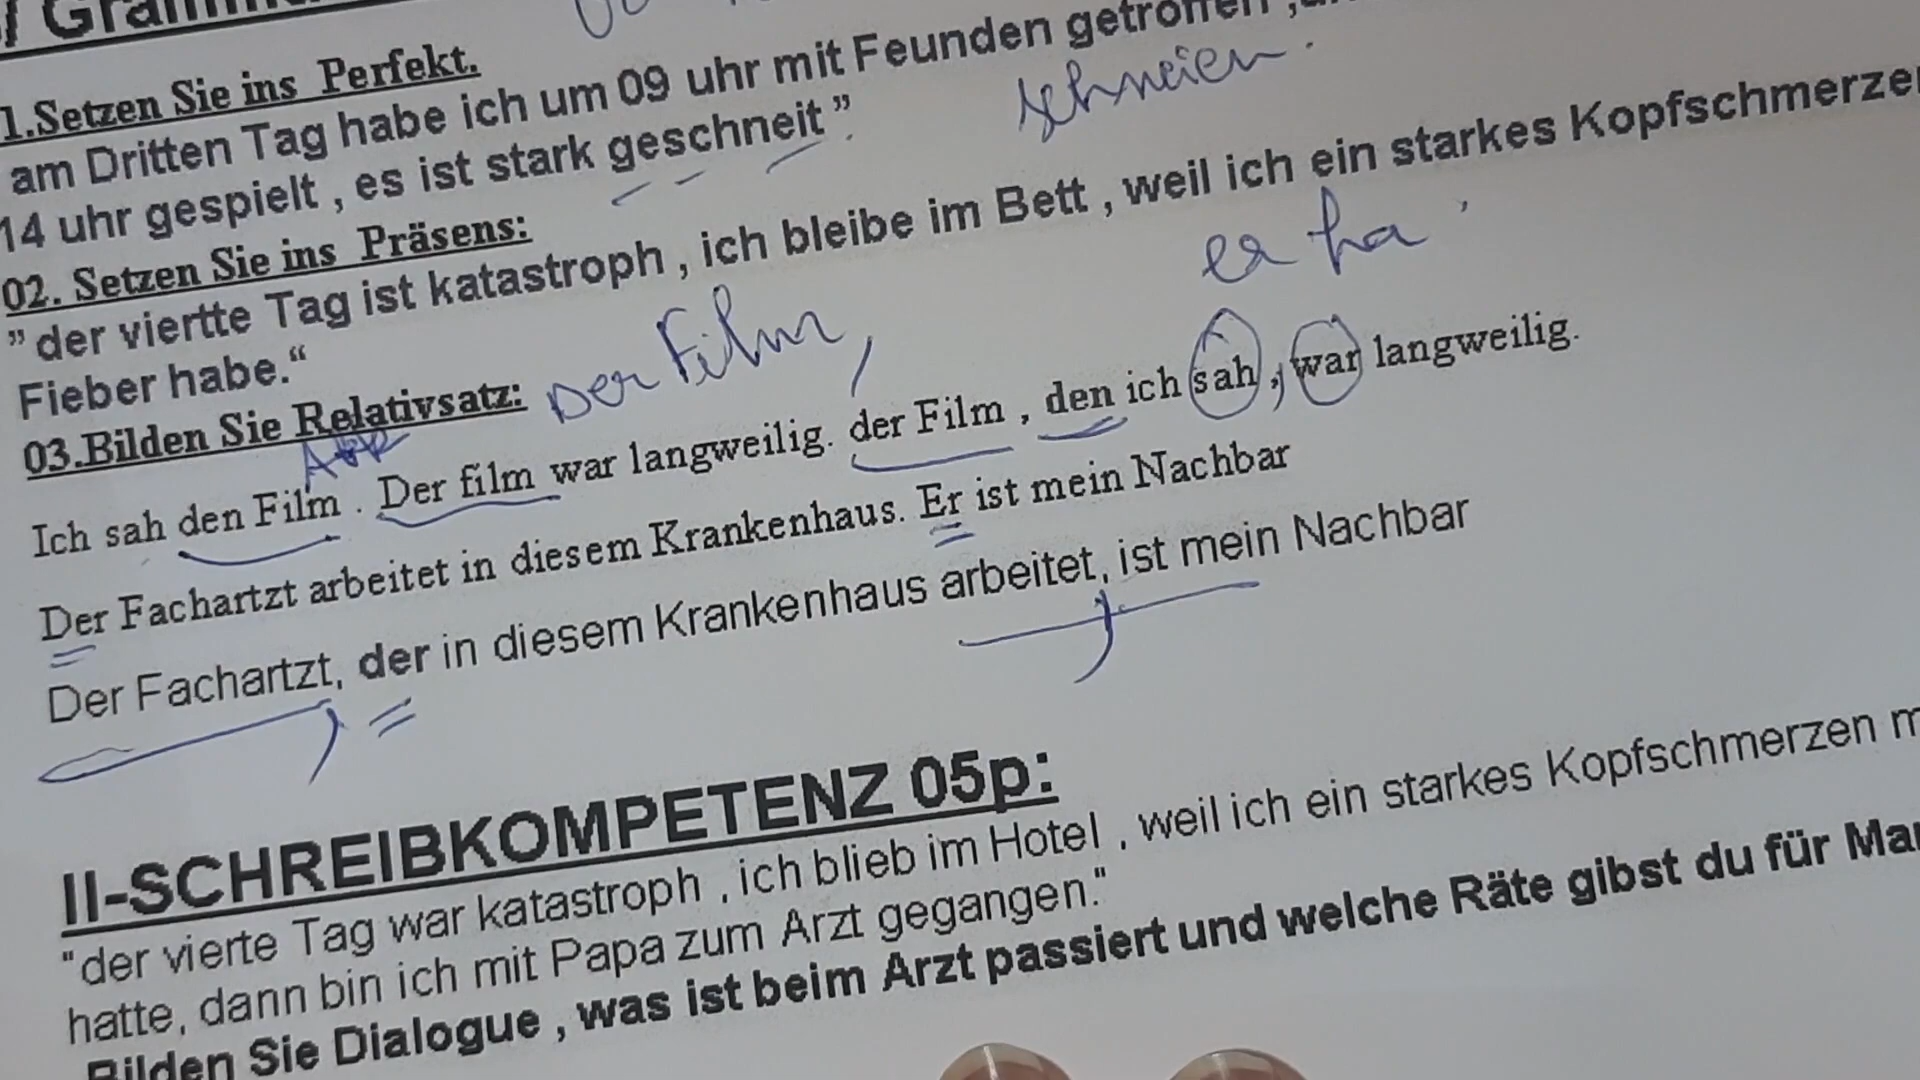 1.Setzen Sie ins Perfekt.
am Dritten Tag habe ich um 09 uhr mit Feunden getroffen
14 uhr gespielt , es ist stark geschneit ”
schneien.
02. Setzen Sie ins Präsens:
” der viertte Tag ist katastroph , ich bleibe im Bett , weil ich ein starkes
Fieber habe.“
er ha
03.Bilden Sie Relativsatz:
Der Film,
Ich sah den Film . Der film war langweilig. der Film , den ich sah , war langweilig.
Der Fachartzt arbeitet in diesem Krankenhaus. Er ist mein Nachbar
Der Fachartzt, der in diesem Krankenhaus arbeitet, ist mein Nachbar
II-SCHREIBKOMPETENZ 05p:
"der vierte Tag war katastroph , ich blieb im Hotel , weil ich ein starkes Kopfschmerzen
hatte, dann bin ich mit Papa zum Arzt gegangen."
Bilden Sie Dialogue , was ist beim Arzt passiert und welche Räte gibst du für